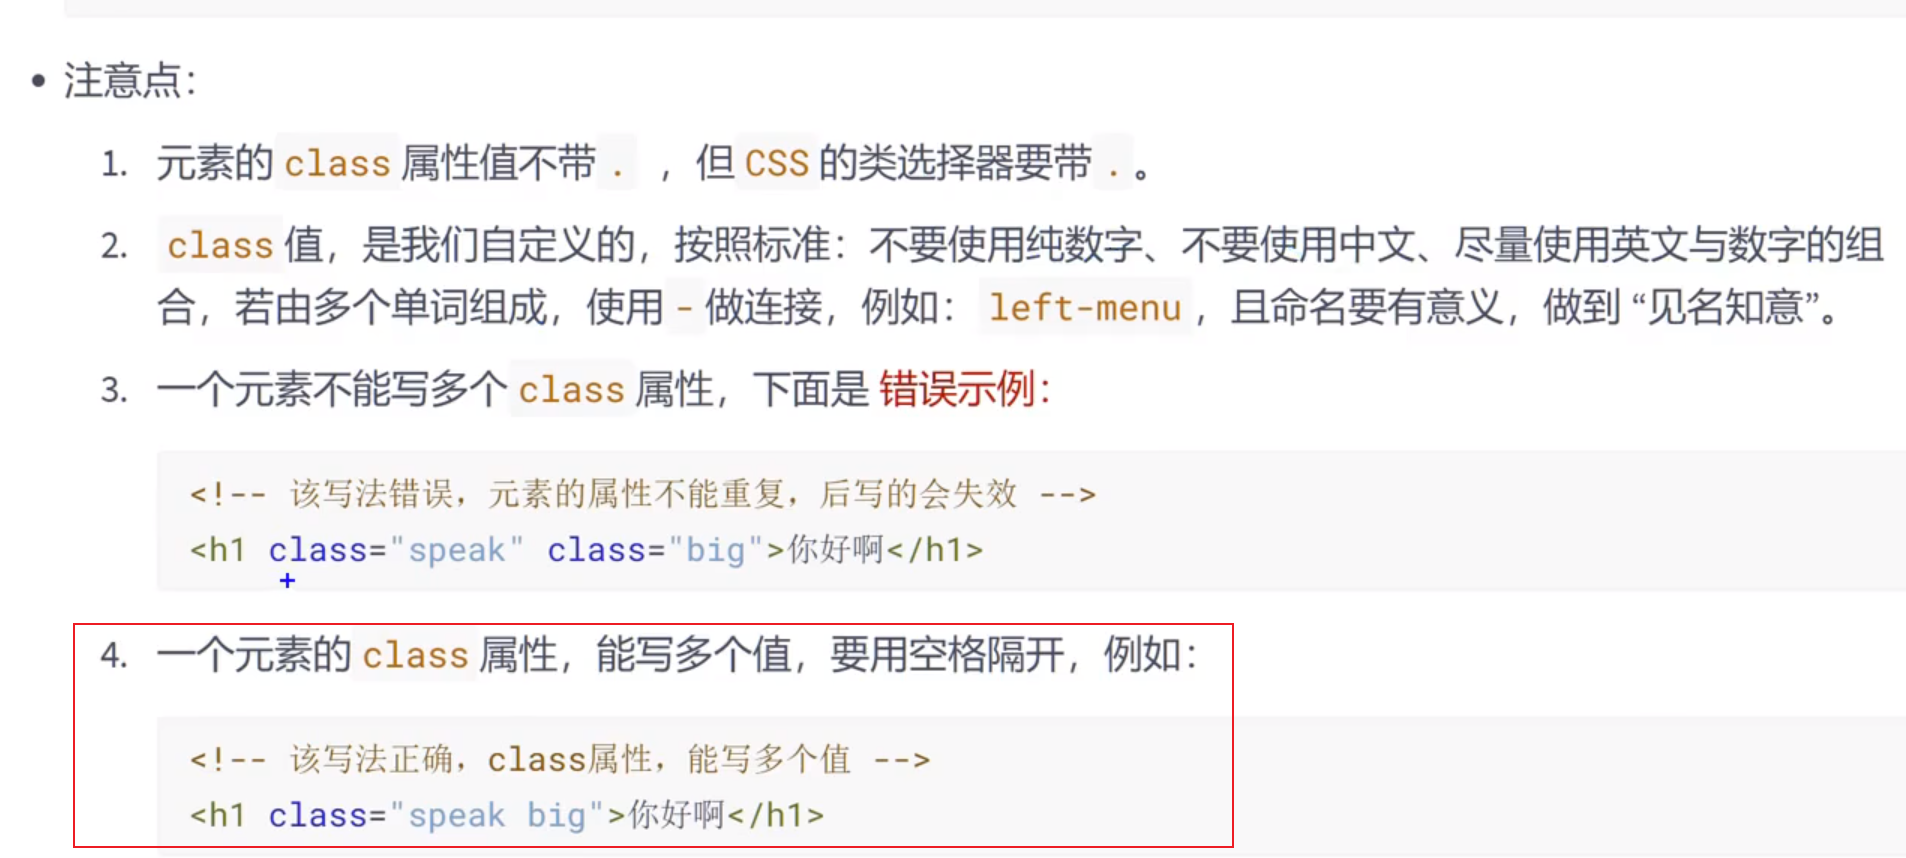 • 注意点：
1. 元素的 class 属性值不带 . ，但 CSS 的类选择器要带 . 。
2. class 值，是我们自定义的，按照标准：不要使用纯数字、不要使用中文、尽量使用英文与数字的组
合，若由多个单词组成，使用 - 做连接，例如： left-menu ，且命名要有意义，做到 “见名知意”。
3. 一个元素不能写多个 class 属性，下面是 错误示例：
<!-- 该写法错误，元素的属性不能重复，后写的会失效 -->
<h1 class="speak" class="big">你好啊</h1>
4. 一个元素的 class 属性，能写多个值，要用空格隔开，例如：
<!-- 该写法正确，class属性，能写多个值 -->
<h1 class="speak big">你好啊</h1>